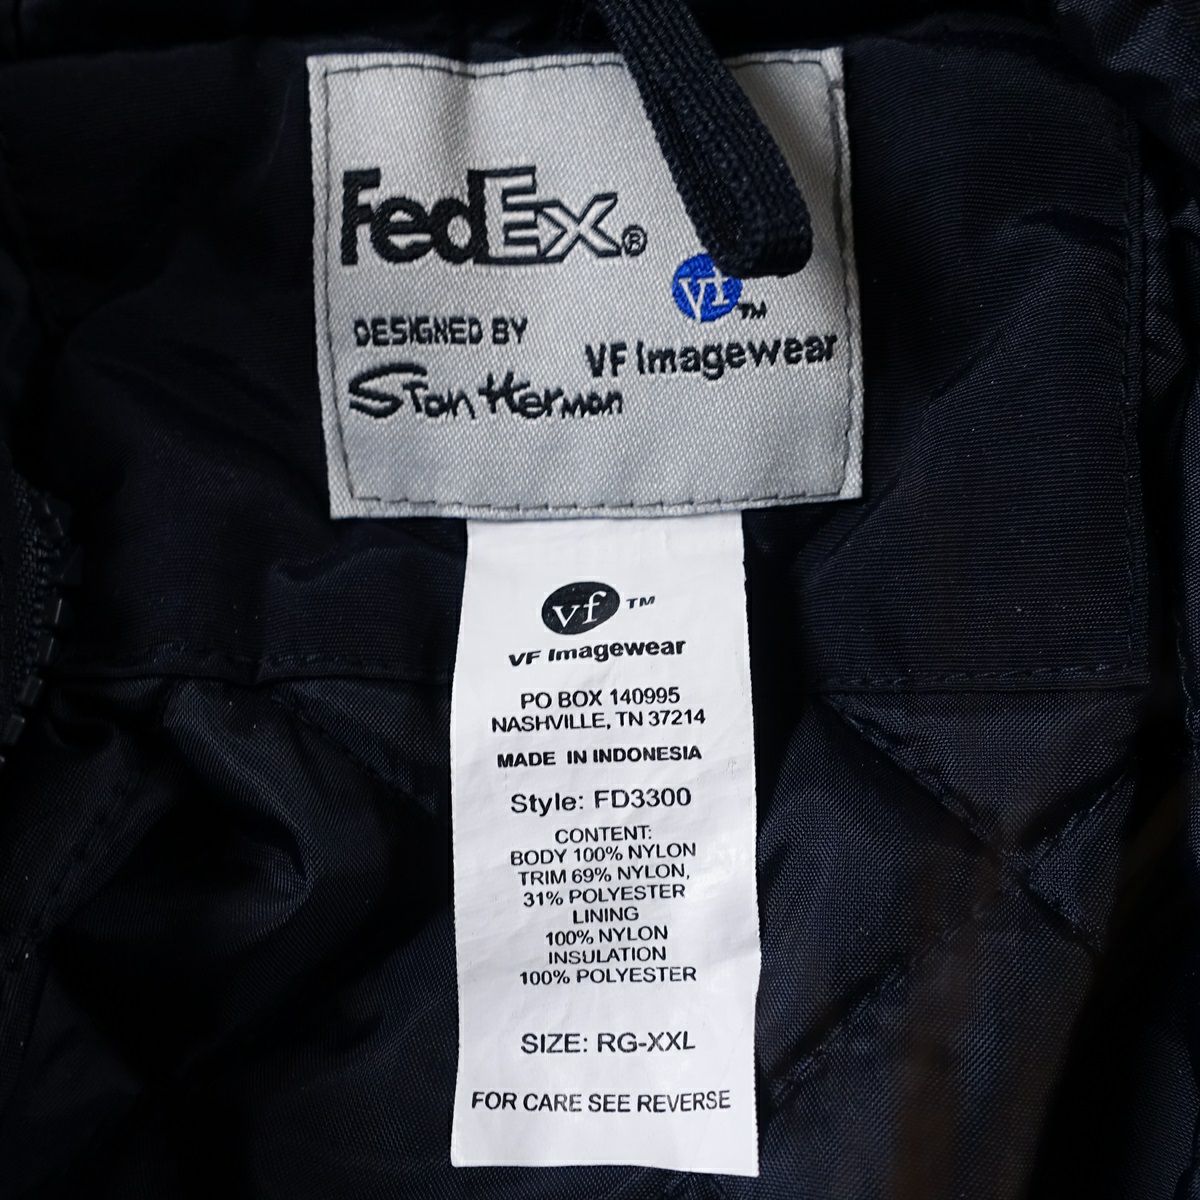 FedEx®
vf™
DESIGNED BY
VF Imagewear
Stan Herman
vf™
VF Imagewear
PO BOX 140995
NASHVILLE, TN 37214
MADE IN INDONESIA
Style: FD3300
CONTENT:
BODY 100% NYLON
TRIM 69% NYLON,
31% POLYESTER
LINING
100% NYLON
INSULATION
100% POLYESTER
SIZE: RG-XXL
FOR CARE SEE REVERSE